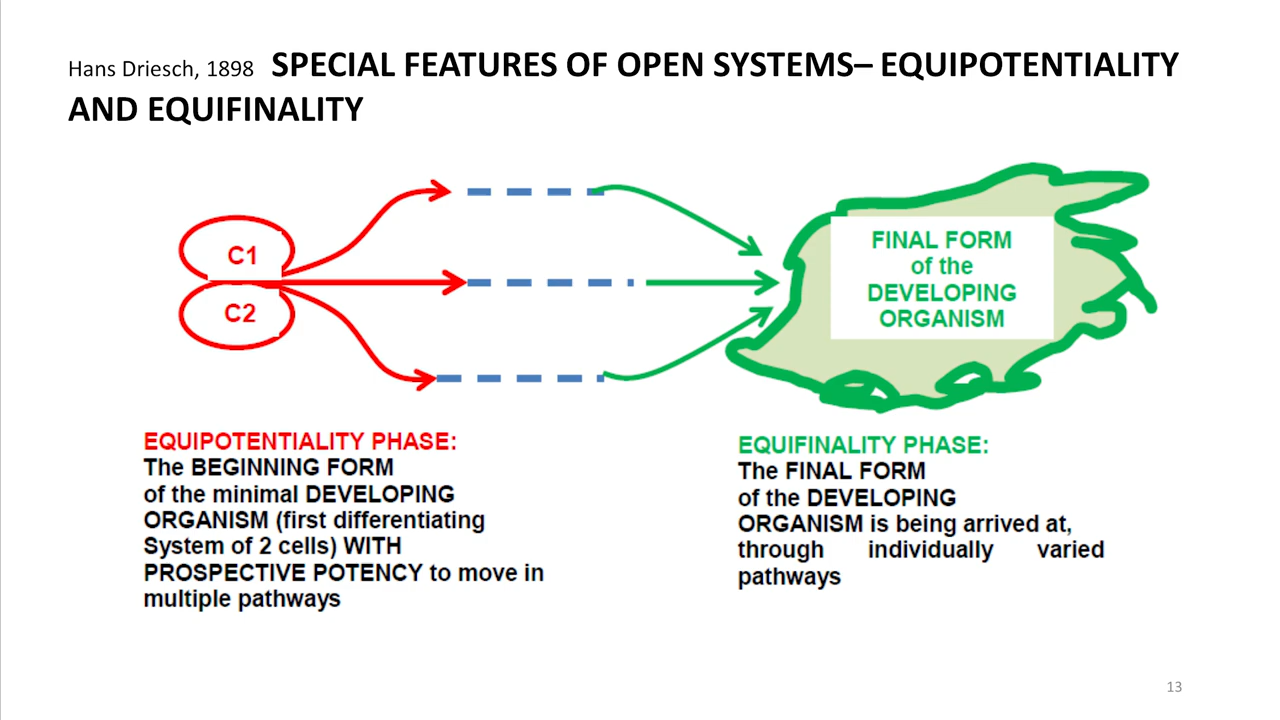 Hans Driesch, 1898 SPECIAL FEATURES OF OPEN SYSTEMS– EQUIPOTENTIALITY
AND EQUIFINALITY
C1
C2
FINAL FORM
of the
DEVELOPING
ORGANISM
EQUIPOTENTIALITY PHASE:
The BEGINNING FORM
of the minimal DEVELOPING
ORGANISM (first differentiating
System of 2 cells) WITH
PROSPECTIVE POTENCY to move in
multiple pathways
EQUIFINALITY PHASE:
The FINAL FORM
of the DEVELOPING
ORGANISM is being arrived at,
through individually varied
pathways
13